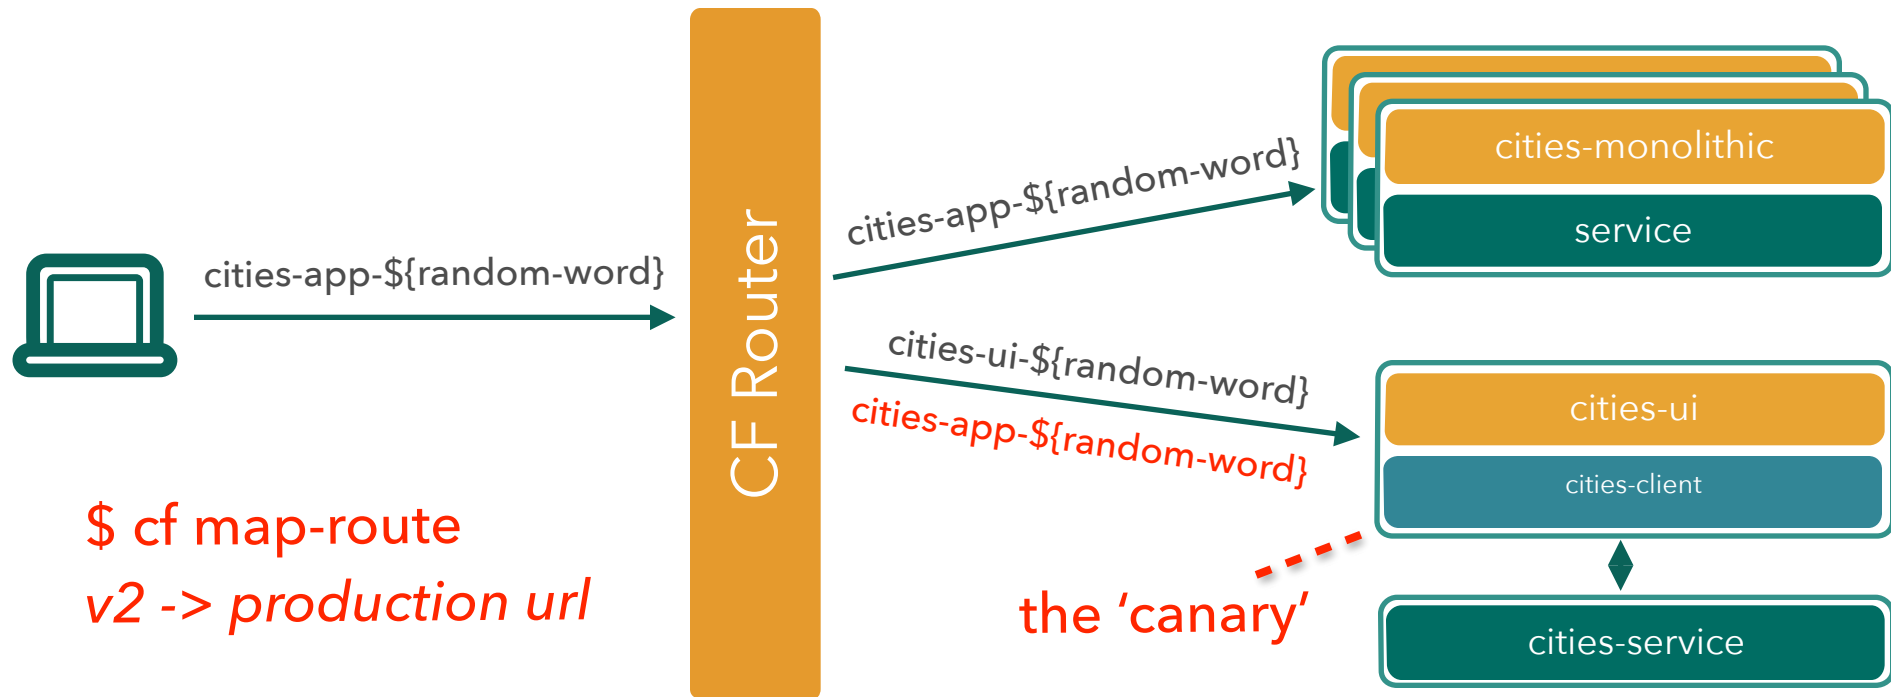 cities-app-${random-word}
$ cf map-route
v2 -> production url
CF Router
cities-app-${random-word}
cities-ui-${random-word}
cities-app-${random-word}
the ‘canary’
cities-monolithic
service
cities-ui
cities-client
cities-service